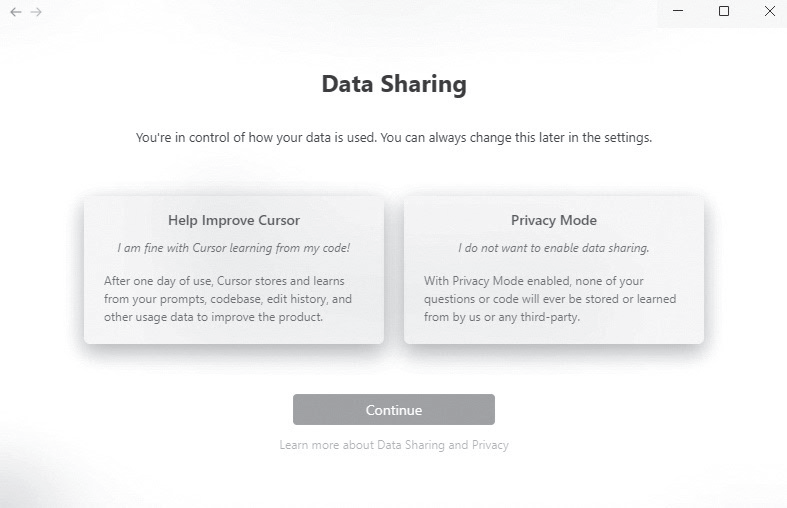 Data Sharing
You're in control of how your data is used. You can always change this later in the settings.
Help Improve Cursor
I am fine with Cursor learning from my code!
After one day of use, Cursor stores and learns
from your prompts, codebase, edit history, and
other usage data to improve the product.
Privacy Mode
I do not want to enable data sharing.
With Privacy Mode enabled, none of your
questions or code will ever be stored or learned
from by us or any third-party.
Continue
Learn more about Data Sharing and Privacy